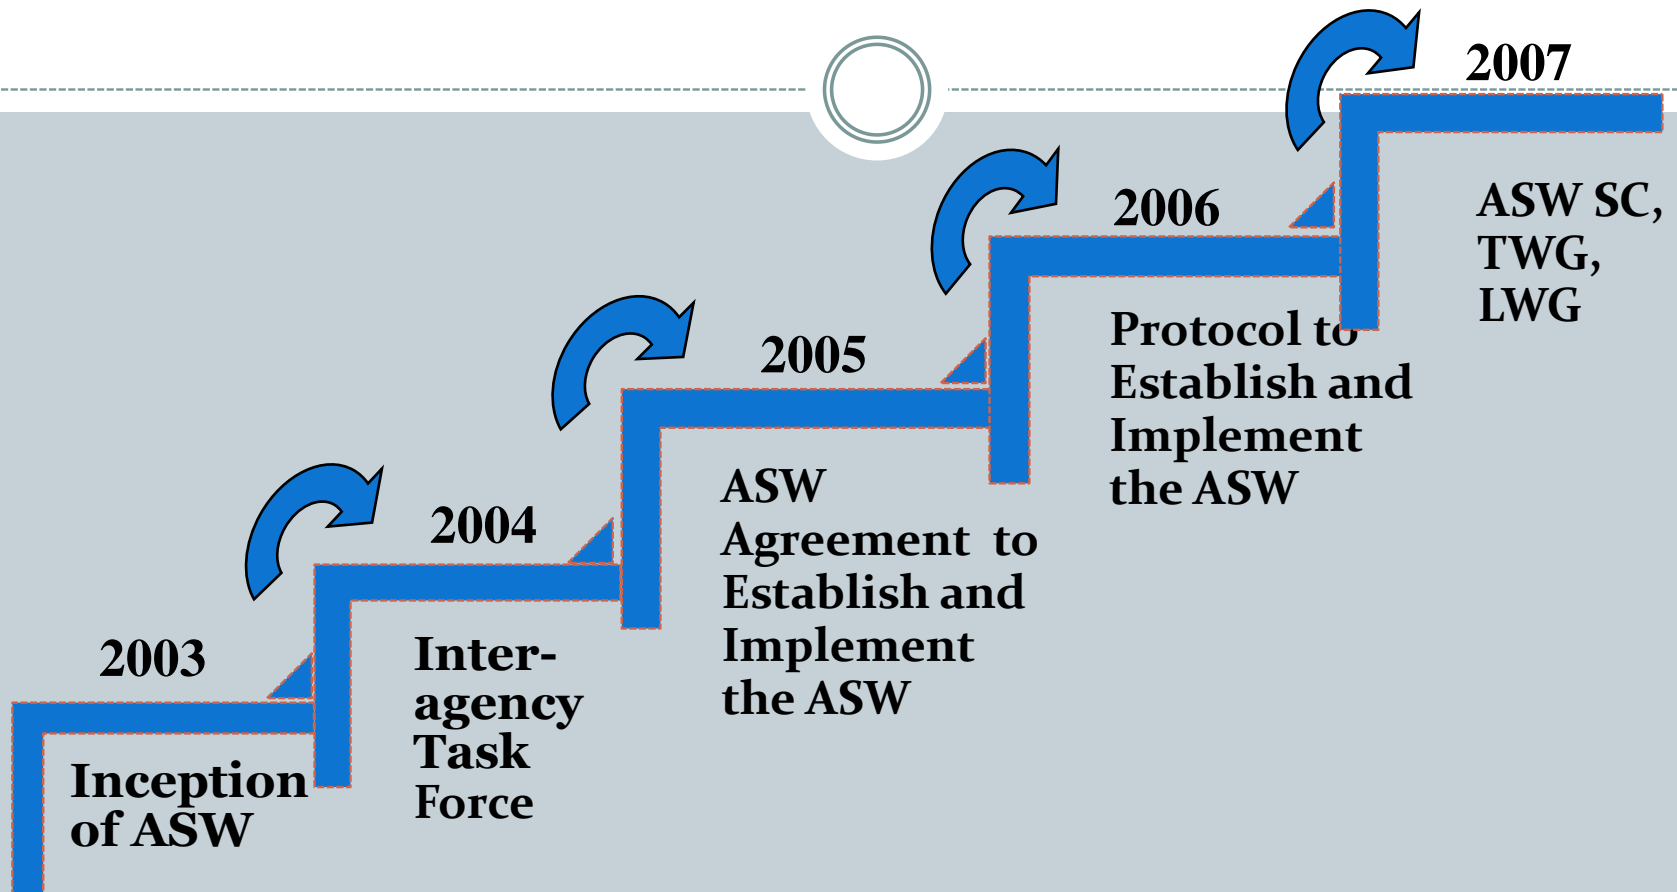 2003
Inception
of ASW
2004
Inter-
agency
Task
Force
2005
ASW
Agreement to
Establish and
Implement
the ASW
2006
Protocol to
Establish and
Implement
the ASW
2007
ASW SC,
TWG,
LWG